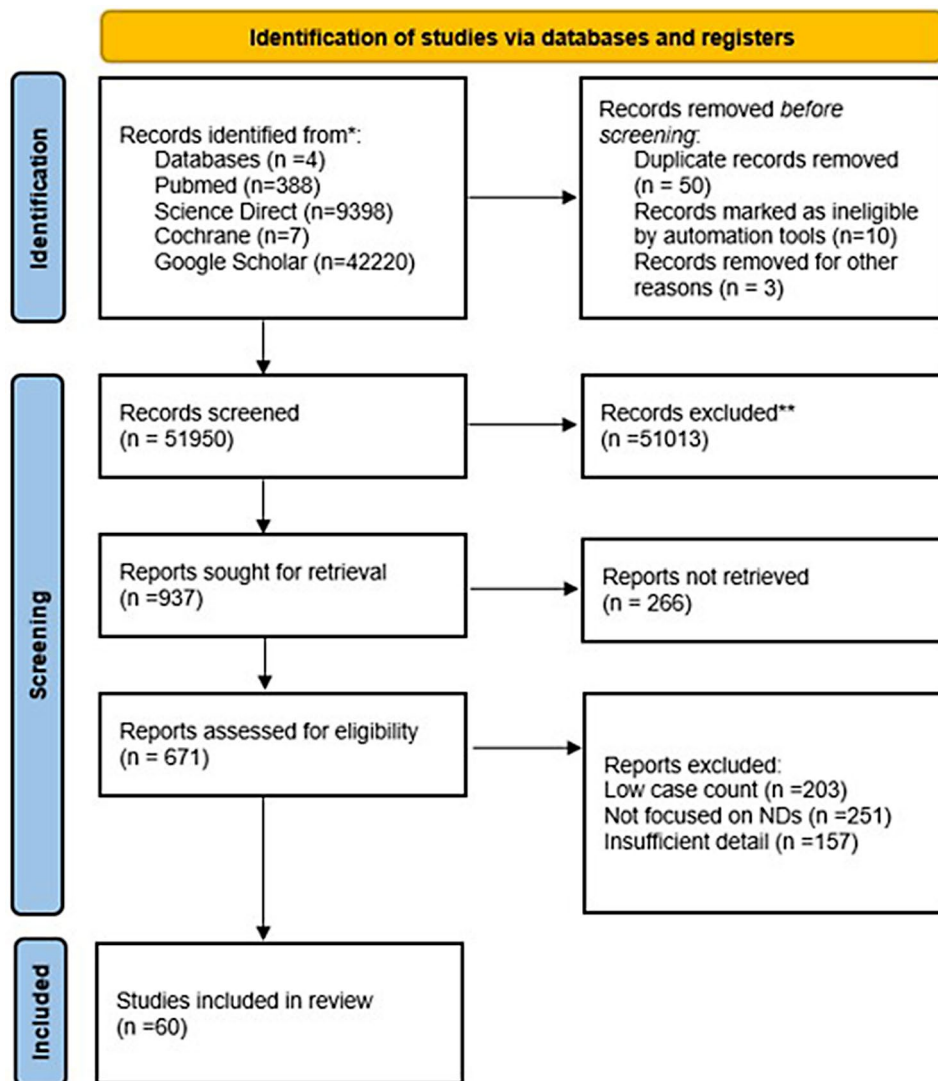 Identification of studies via databases and registers
Identification
Records identified from*:
Databases (n =4)
Pubmed (n=388)
Science Direct (n=9398)
Cochrane (n=7)
Google Scholar (n=42220)
Records removed before
screening:
Duplicate records removed
(n = 50)
Records marked as ineligible
by automation tools (n=10)
Records removed for other
reasons (n = 3)
Screening
Records screened
(n = 51950)
Records excluded**
(n =51013)
Reports sought for retrieval
(n =937)
Reports not retrieved
(n = 266)
Reports assessed for eligibility
(n = 671)
Reports excluded:
Low case count (n =203)
Not focused on NDs (n =251)
Insufficient detail (n =157)
Included
Studies included in review
(n =60)